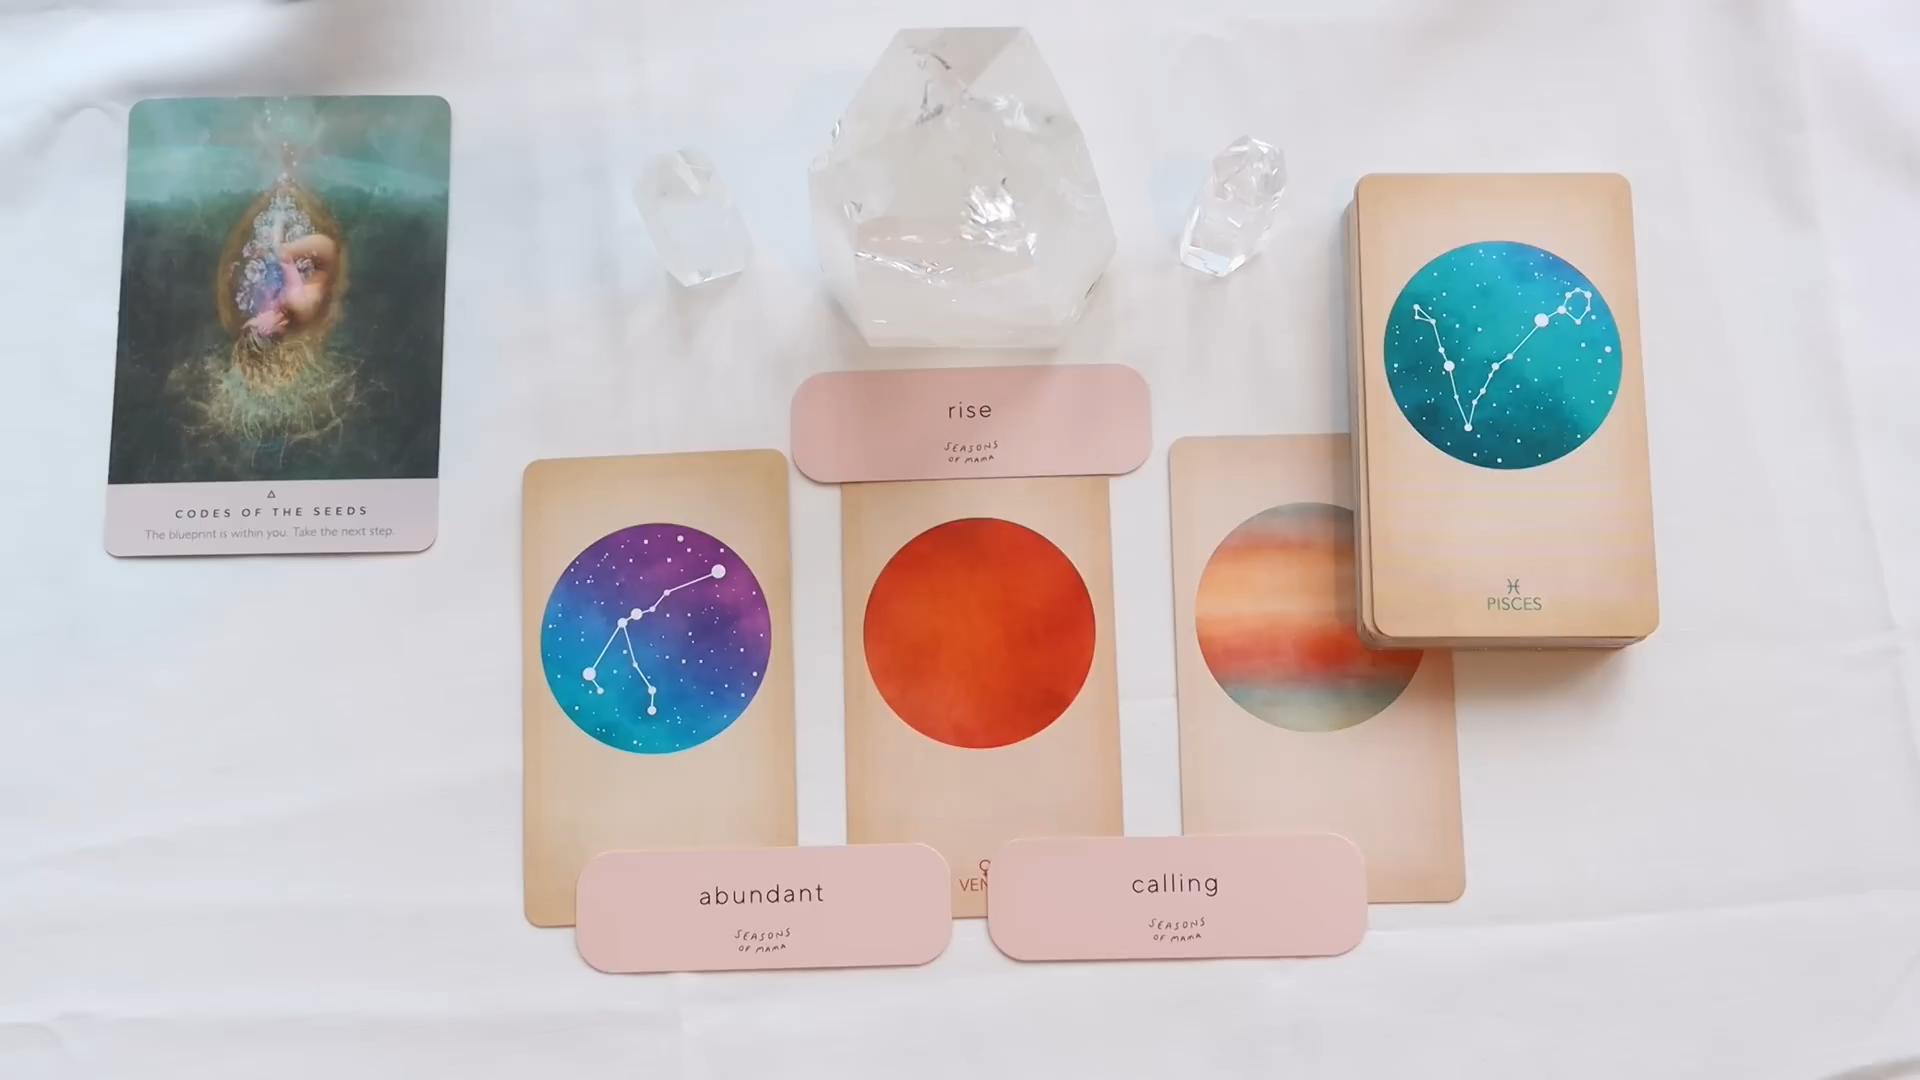 CODES OF THE SEEDS
The blueprint is within you. Take the next step.
rise
SEASONS
OF MAMA
PISCES
abundant
SEASONS
OF MAMA
calling
SEASONS
OF MAMA